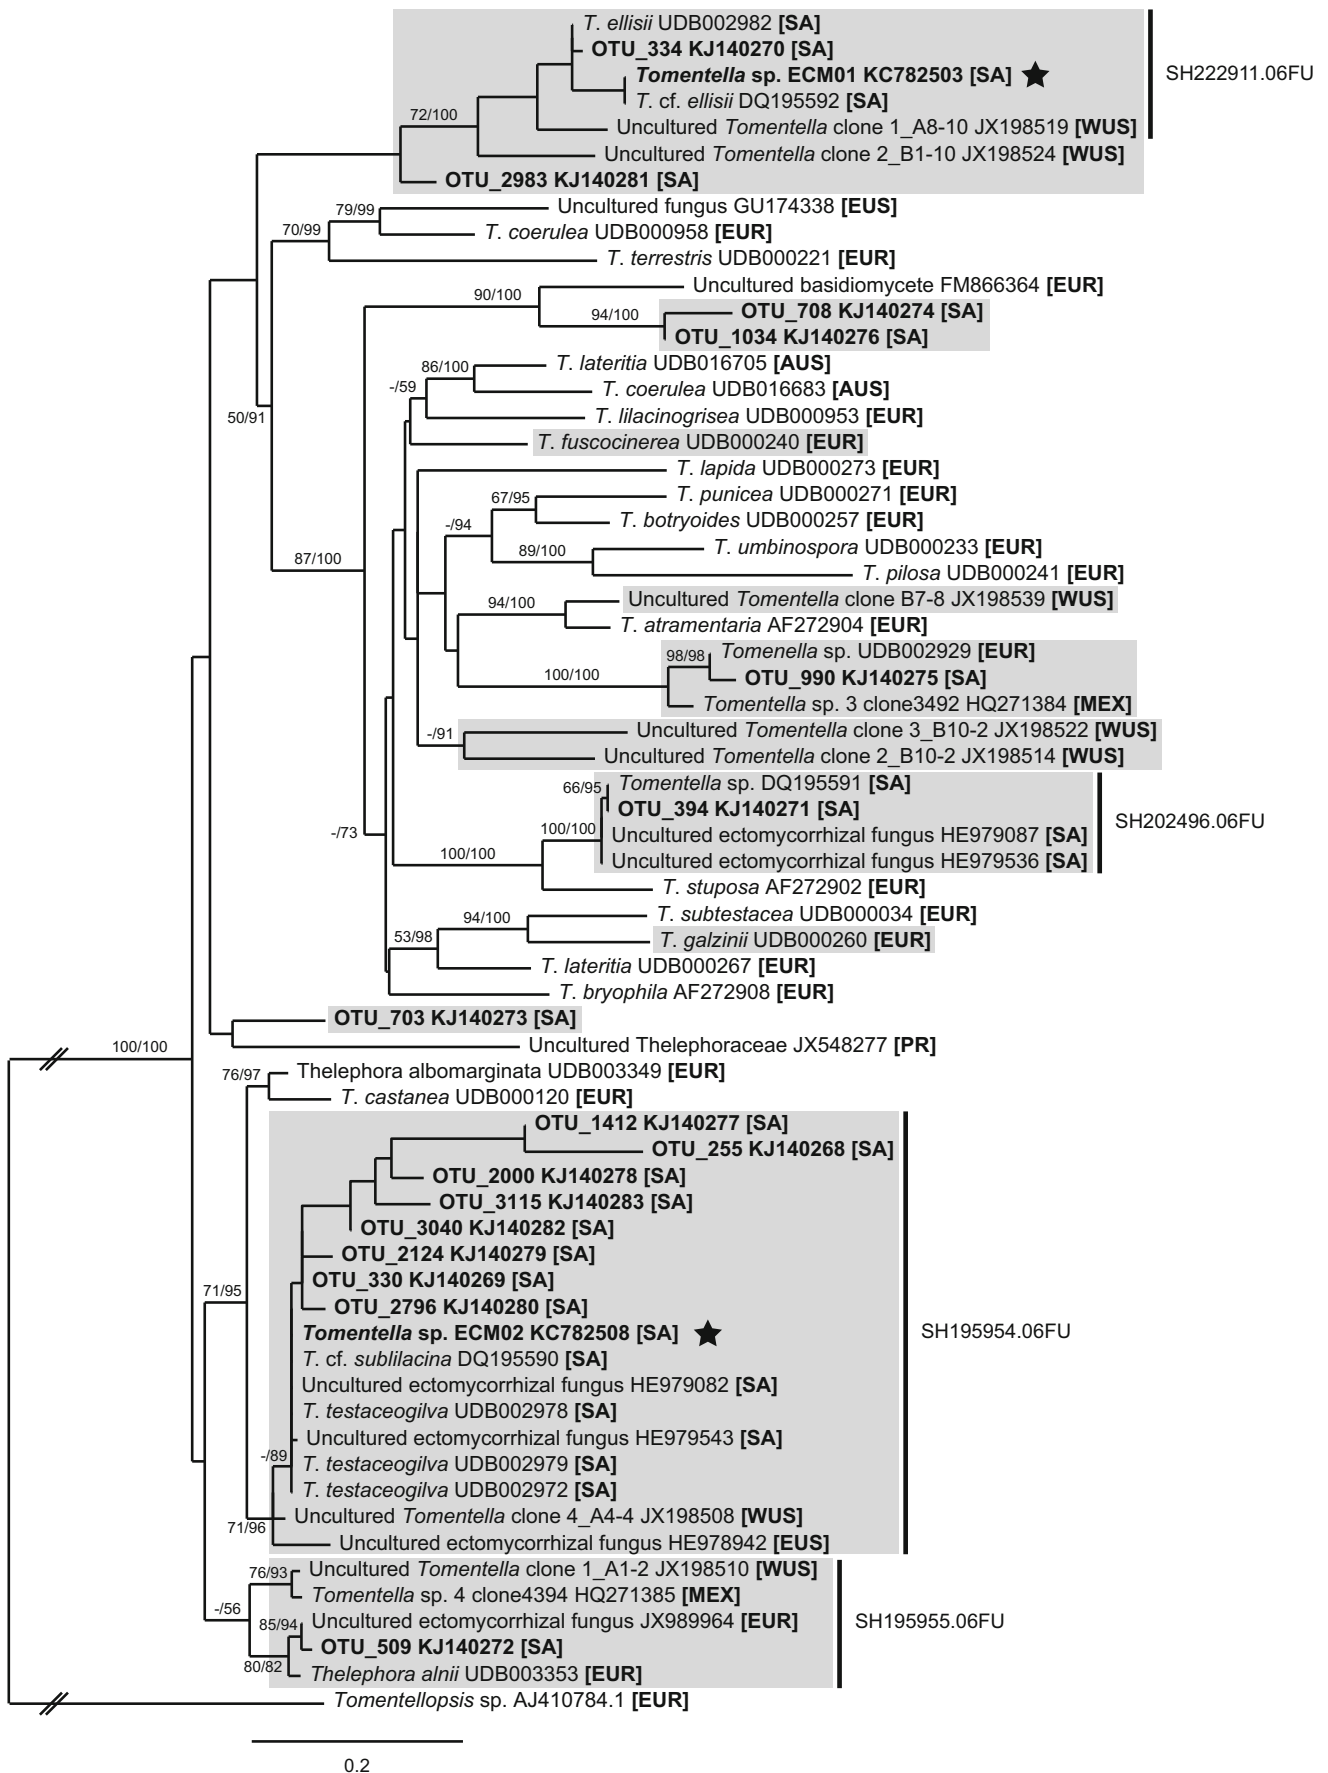 T. ellisii UDB002982 [SA]
OTU_334 KJ140270 [SA]
Tomentella sp. ECM01 KC782503 [SA]
SH222911.06FU
T. cf. ellisii DQ195592 [SA]
72/100
Uncultured Tomentella clone 1_A8-10 JX198519 [WUS]
Uncultured Tomentella clone 2_B1-10 JX198524 [WUS]
OTU_2983 KJ140281 [SA]
79/99
Uncultured fungus GU174338 [EUS]
70/99
T. coerulea UDB000958 [EUR]
T. terrestris UDB000221 [EUR]
Uncultured basidiomycete FM866364 [EUR]
90/100
94/100
OTU_708 KJ140274 [SA]
OTU_1034 KJ140276 [SA]
86/100
T. lateritia UDB016705 [AUS]
-/59
T. coerulea UDB016683 [AUS]
50/91
T. lilacinogrisea UDB000953 [EUR]
T. fuscocinerea UDB000240 [EUR]
T. lapida UDB000273 [EUR]
67/95
T. punicea UDB000271 [EUR]
-/94
T. botryoides UDB000257 [EUR]
87/100
89/100
T. umbinospora UDB000233 [EUR]
T. pilosa UDB000241 [EUR]
94/100
Uncultured Tomentella clone B7-8 JX198539 [WUS]
T. atramentaria AF272904 [EUR]
98/98
Tomenella sp. UDB002929 [EUR]
100/100
OTU_990 KJ140275 [SA]
Tomentella sp. 3 clone3492 HQ271384 [MEX]
-/91
Uncultured Tomentella clone 3_B10-2 JX198522 [WUS]
Uncultured Tomentella clone 2_B10-2 JX198514 [WUS]
66/95
Tomentella sp. DQ195591 [SA]
OTU_394 KJ140271 [SA]
SH202496.06FU
-/73
100/100
Uncultured ectomycorrhizal fungus HE979087 [SA]
100/100
Uncultured ectomycorrhizal fungus HE979536 [SA]
T. stuposa AF272902 [EUR]
94/100
T. subtestacea UDB000034 [EUR]
53/98
T. galzinii UDB000260 [EUR]
T. lateritia UDB000267 [EUR]
T. bryophila AF272908 [EUR]
OTU_703 KJ140273 [SA]
100/100
Uncultured Thelephoraceae JX548277 [PR]
76/97
Thelephora albomarginata UDB003349 [EUR]
T. castanea UDB000120 [EUR]
OTU_1412 KJ140277 [SA]
OTU_255 KJ140268 [SA]
OTU_2000 KJ140278 [SA]
OTU_3115 KJ140283 [SA]
OTU_3040 KJ140282 [SA]
OTU_2124 KJ140279 [SA]
71/95
OTU_330 KJ140269 [SA]
OTU_2796 KJ140280 [SA]
Tomentella sp. ECM02 KC782508 [SA]
SH195954.06FU
T. cf. sublilacina DQ195590 [SA]
Uncultured ectomycorrhizal fungus HE979082 [SA]
T. testaceogilva UDB002978 [SA]
Uncultured ectomycorrhizal fungus HE979543 [SA]
-/89
T. testaceogilva UDB002979 [SA]
T. testaceogilva UDB002972 [SA]
Uncultured Tomentella clone 4_A4-4 JX198508 [WUS]
71/96
Uncultured ectomycorrhizal fungus HE978942 [EUS]
76/93
Uncultured Tomentella clone 1_A1-2 JX198510 [WUS]
Tomentella sp. 4 clone4394 HQ271385 [MEX]
-/56
85/94
Uncultured ectomycorrhizal fungus JX989964 [EUR]
SH195955.06FU
OTU_509 KJ140272 [SA]
80/82
Thelephora alnii UDB003353 [EUR]
Tomentellopsis sp. AJ410784.1 [EUR]
0.2